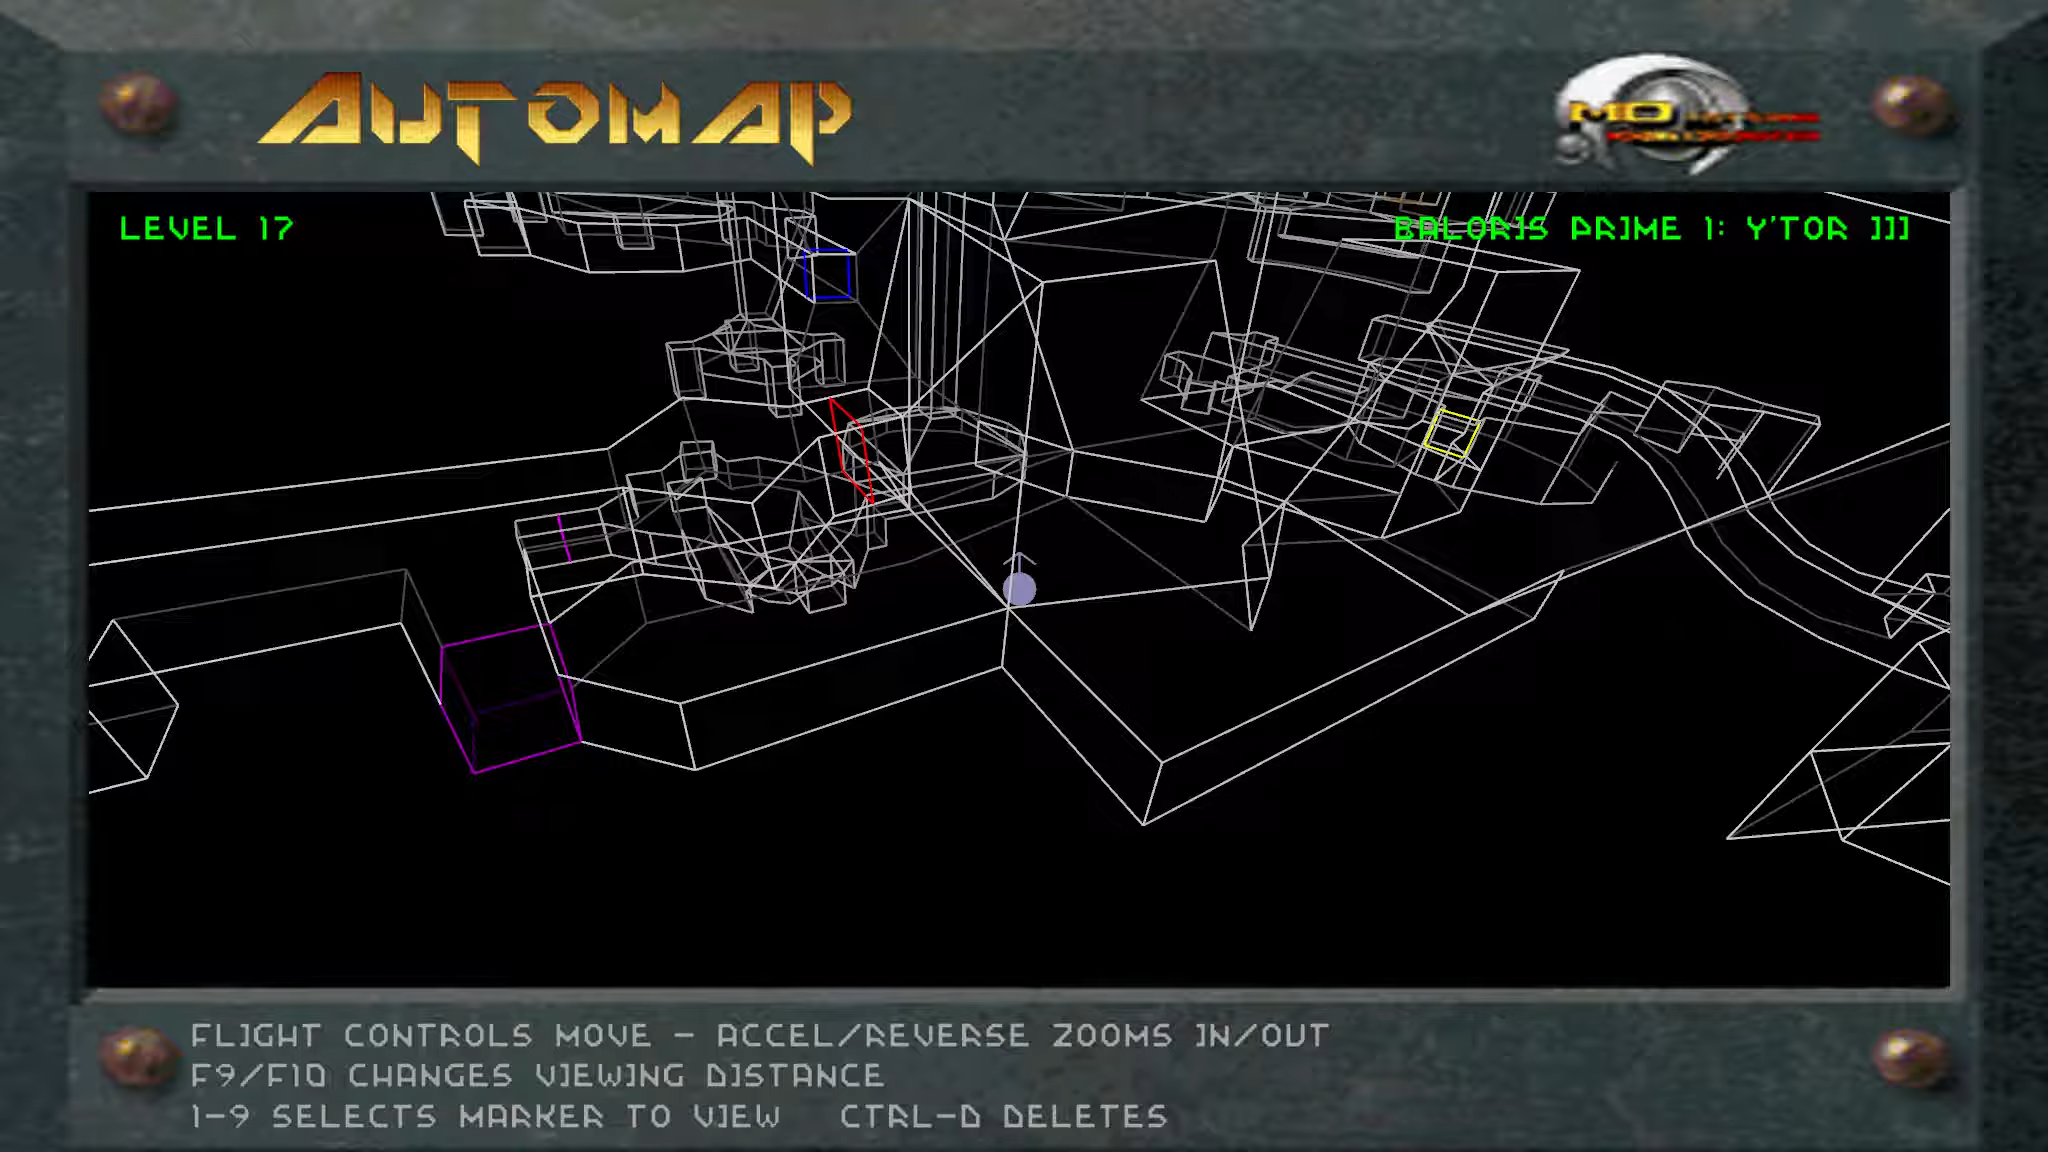 AUTOMAP
MD
LEVEL 17
BALORIS PRIME 1: Y'TOR III
FLIGHT CONTROLS MOVE - ACCEL/REVERSE ZOOMS IN/OUT
F9/F10 CHANGES VIEWING DISTANCE
1-9 SELECTS MARKER TO VIEW CTRL-D DELETES